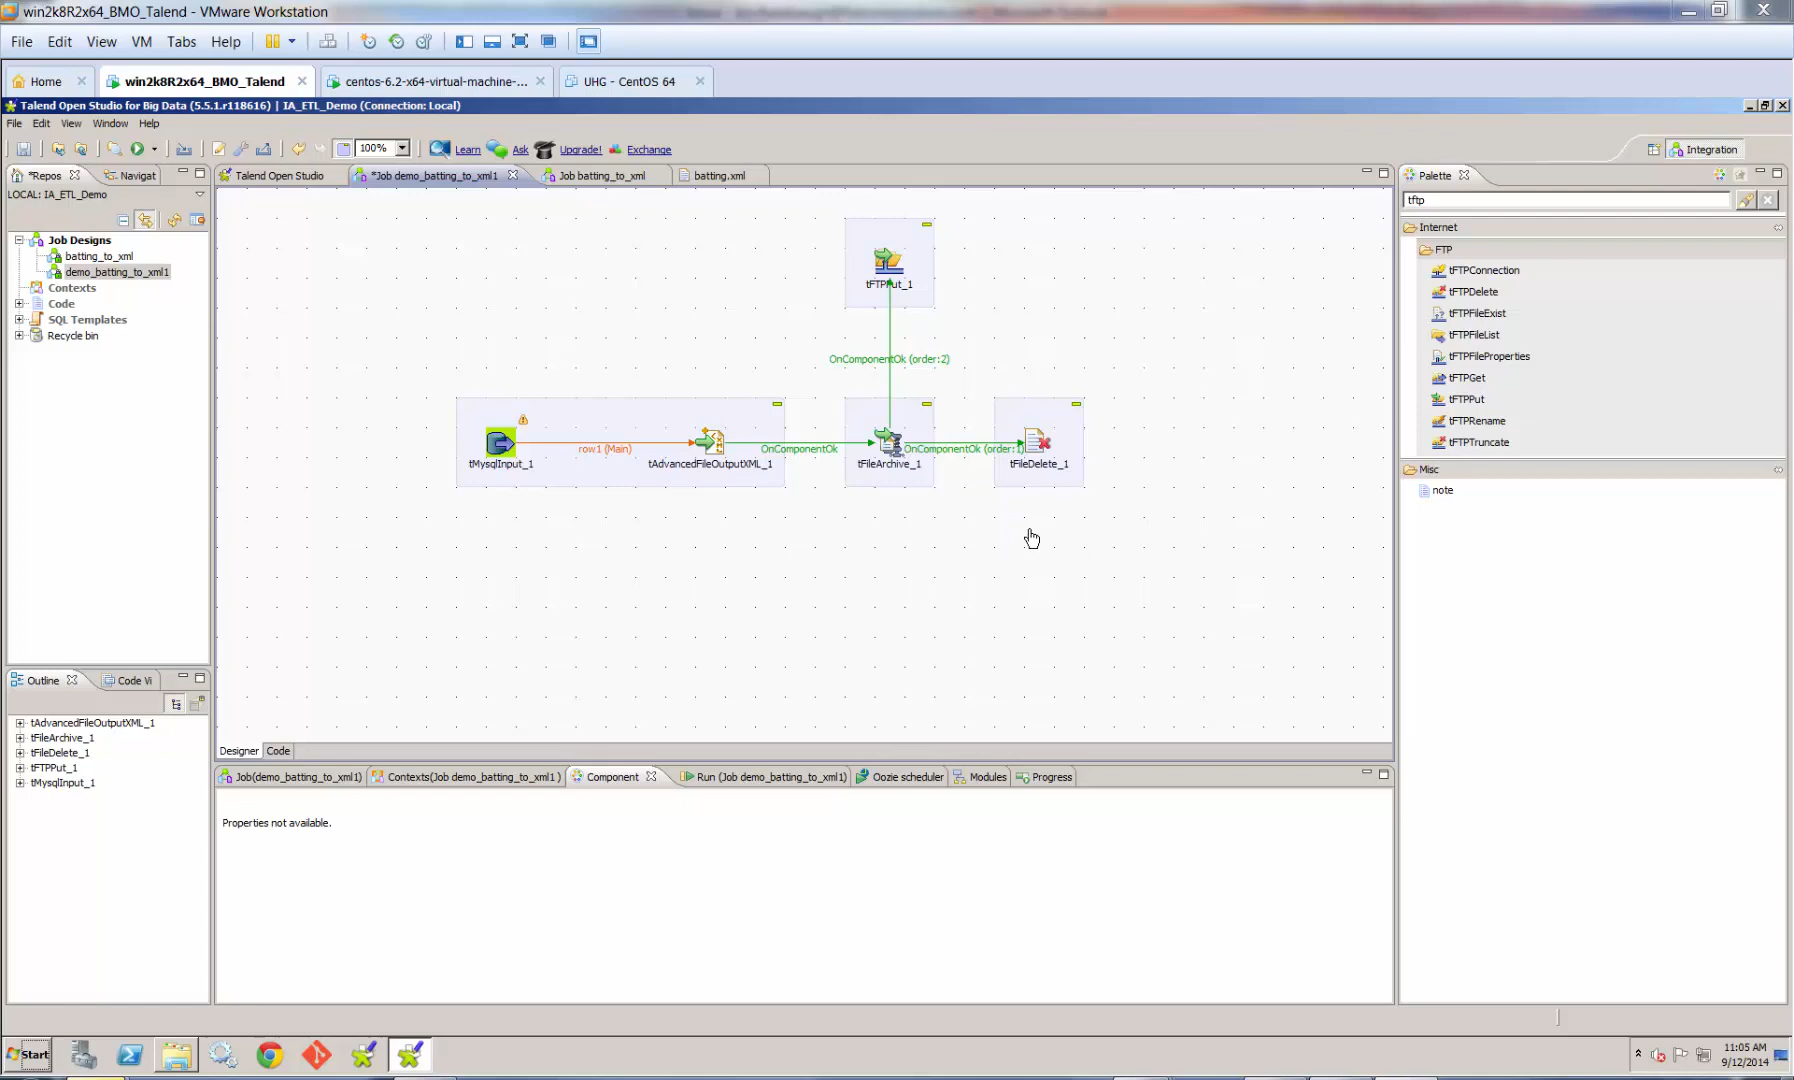 win2k8R2x64_BMO_Talend - VMware Workstation
File Edit View VM Tabs Help
Home win2k8R2x64_BMO_Talend centos-6.2-x64-virtual-machine-... UHG - CentOS 64
Talend Open Studio for Big Data (5.5.1.r118616) | IA_ETL_Demo (Connection: Local)
File Edit View Window Help
100% Learn Ask Upgrade! Exchange Integration
*Repos Navigat Talend Open Studio *Job demo_batting_to_xml1 Job batting_to_xml batting.xml Palette
LOCAL: IA_ETL_Demo
tftp
Job Designs
batting_to_xml
demo_batting_to_xml1
Contexts
Code
SQL Templates
Recycle bin
Internet
FTP
tFTPConnection
tFTPDelete
tFTPFileExist
tFTPFileList
tFTPFileProperties
tFTPGet
tFTPPut
tFTPRename
tFTPTruncate
Misc
note
tFTPPut_1
OnComponentOk (order:2)
row1 (Main) OnComponentOk OnComponentOk (order:1)
tMysqlInput_1 tAdvancedFileOutputXML_1 tFileArchive_1 tFileDelete_1
Outline Code Vi
tAdvancedFileOutputXML_1
tFileArchive_1
tFileDelete_1
tFTPPut_1
tMysqlInput_1
Designer Code
Job(demo_batting_to_xml1) Contexts(Job demo_batting_to_xml1 ) Component Run (Job demo_batting_to_xml1) Oozie scheduler Modules Progress
Properties not available.
Start
11:05 AM
9/12/2014